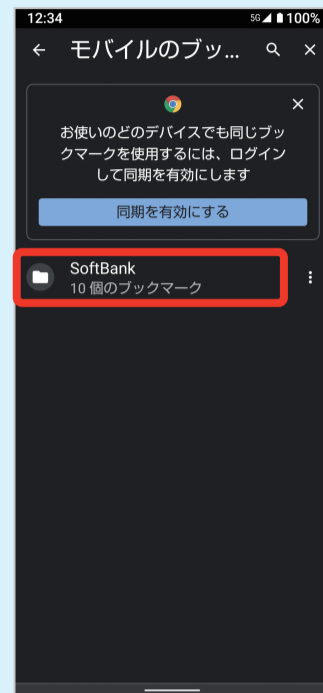 12:34 5G 100%
モバイルのブッ...
お使いのどのデバイスでも同じブッ
クマークを使用するには、ログイン
して同期を有効にします
同期を有効にする
SoftBank
10 個のブックマーク